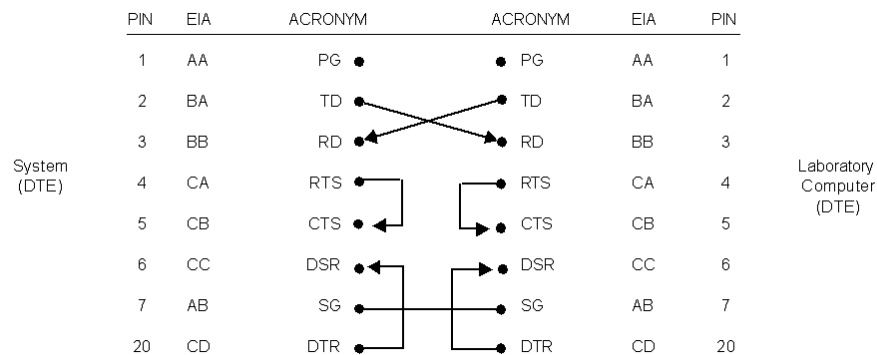 PIN EIA ACRONYM ACRONYM EIA PIN
1 AA PG PG AA 1
2 BA TD TD BA 2
3 BB RD RD BB 3
System
(DTE)
Laboratory
Computer
(DTE)
4 CA RTS RTS CA 4
5 CB CTS CTS CB 5
6 CC DSR DSR CC 6
7 AB SG SG AB 7
20 CD DTR DTR CD 20